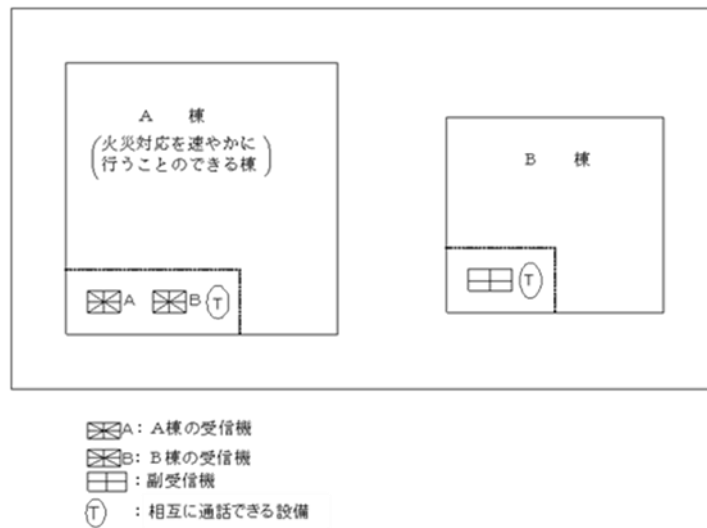 A 棟
(火災対応を速やかに
行うことのできる棟)
B 棟
A B T
T
A: A棟の受信機
B: B棟の受信機
: 副受信機
T : 相互に通話できる設備